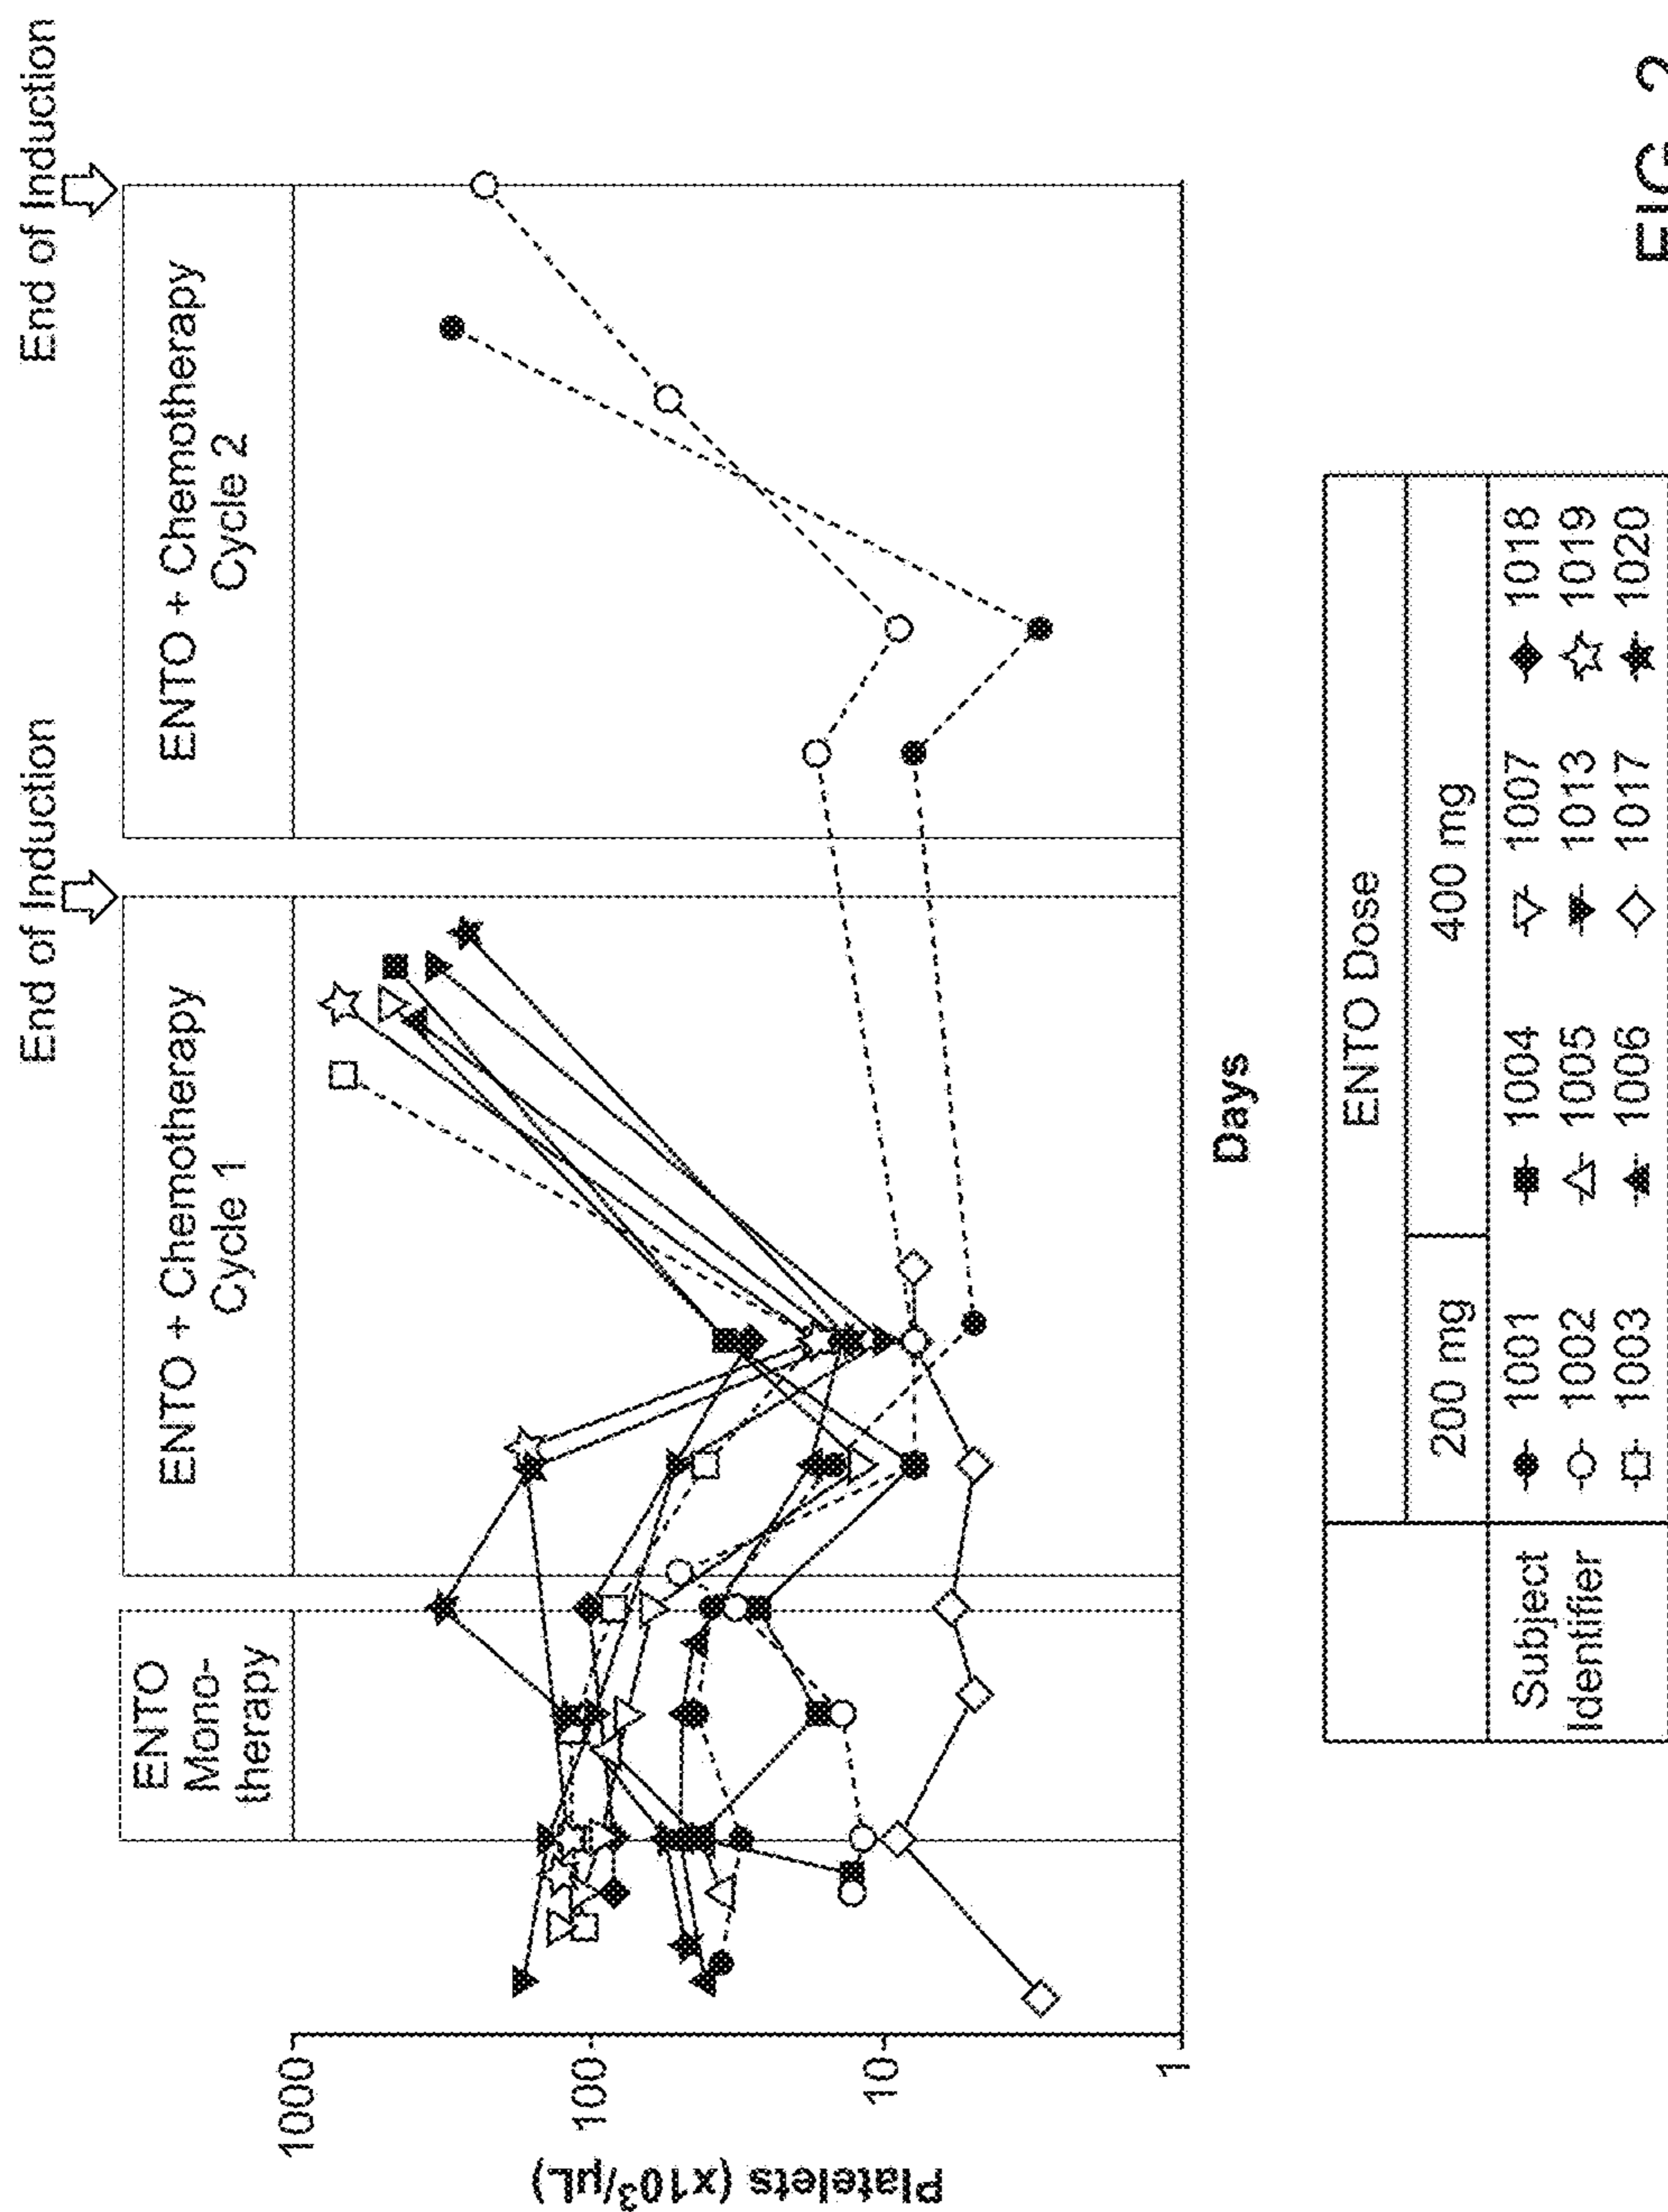 End of Induction
End of Induction
ENTO
Mono-
therapy
ENTO + Chemotherapy
Cycle 1
ENTO + Chemotherapy
Cycle 2
Platelets (x10³/µL)
1000
100
10
1
Days
ENTO Dose
200 mg
400 mg
Subject
Identifier
1001
1004
1007
1018
1002
1005
1013
1019
1003
1006
1017
1020
FIG. 2